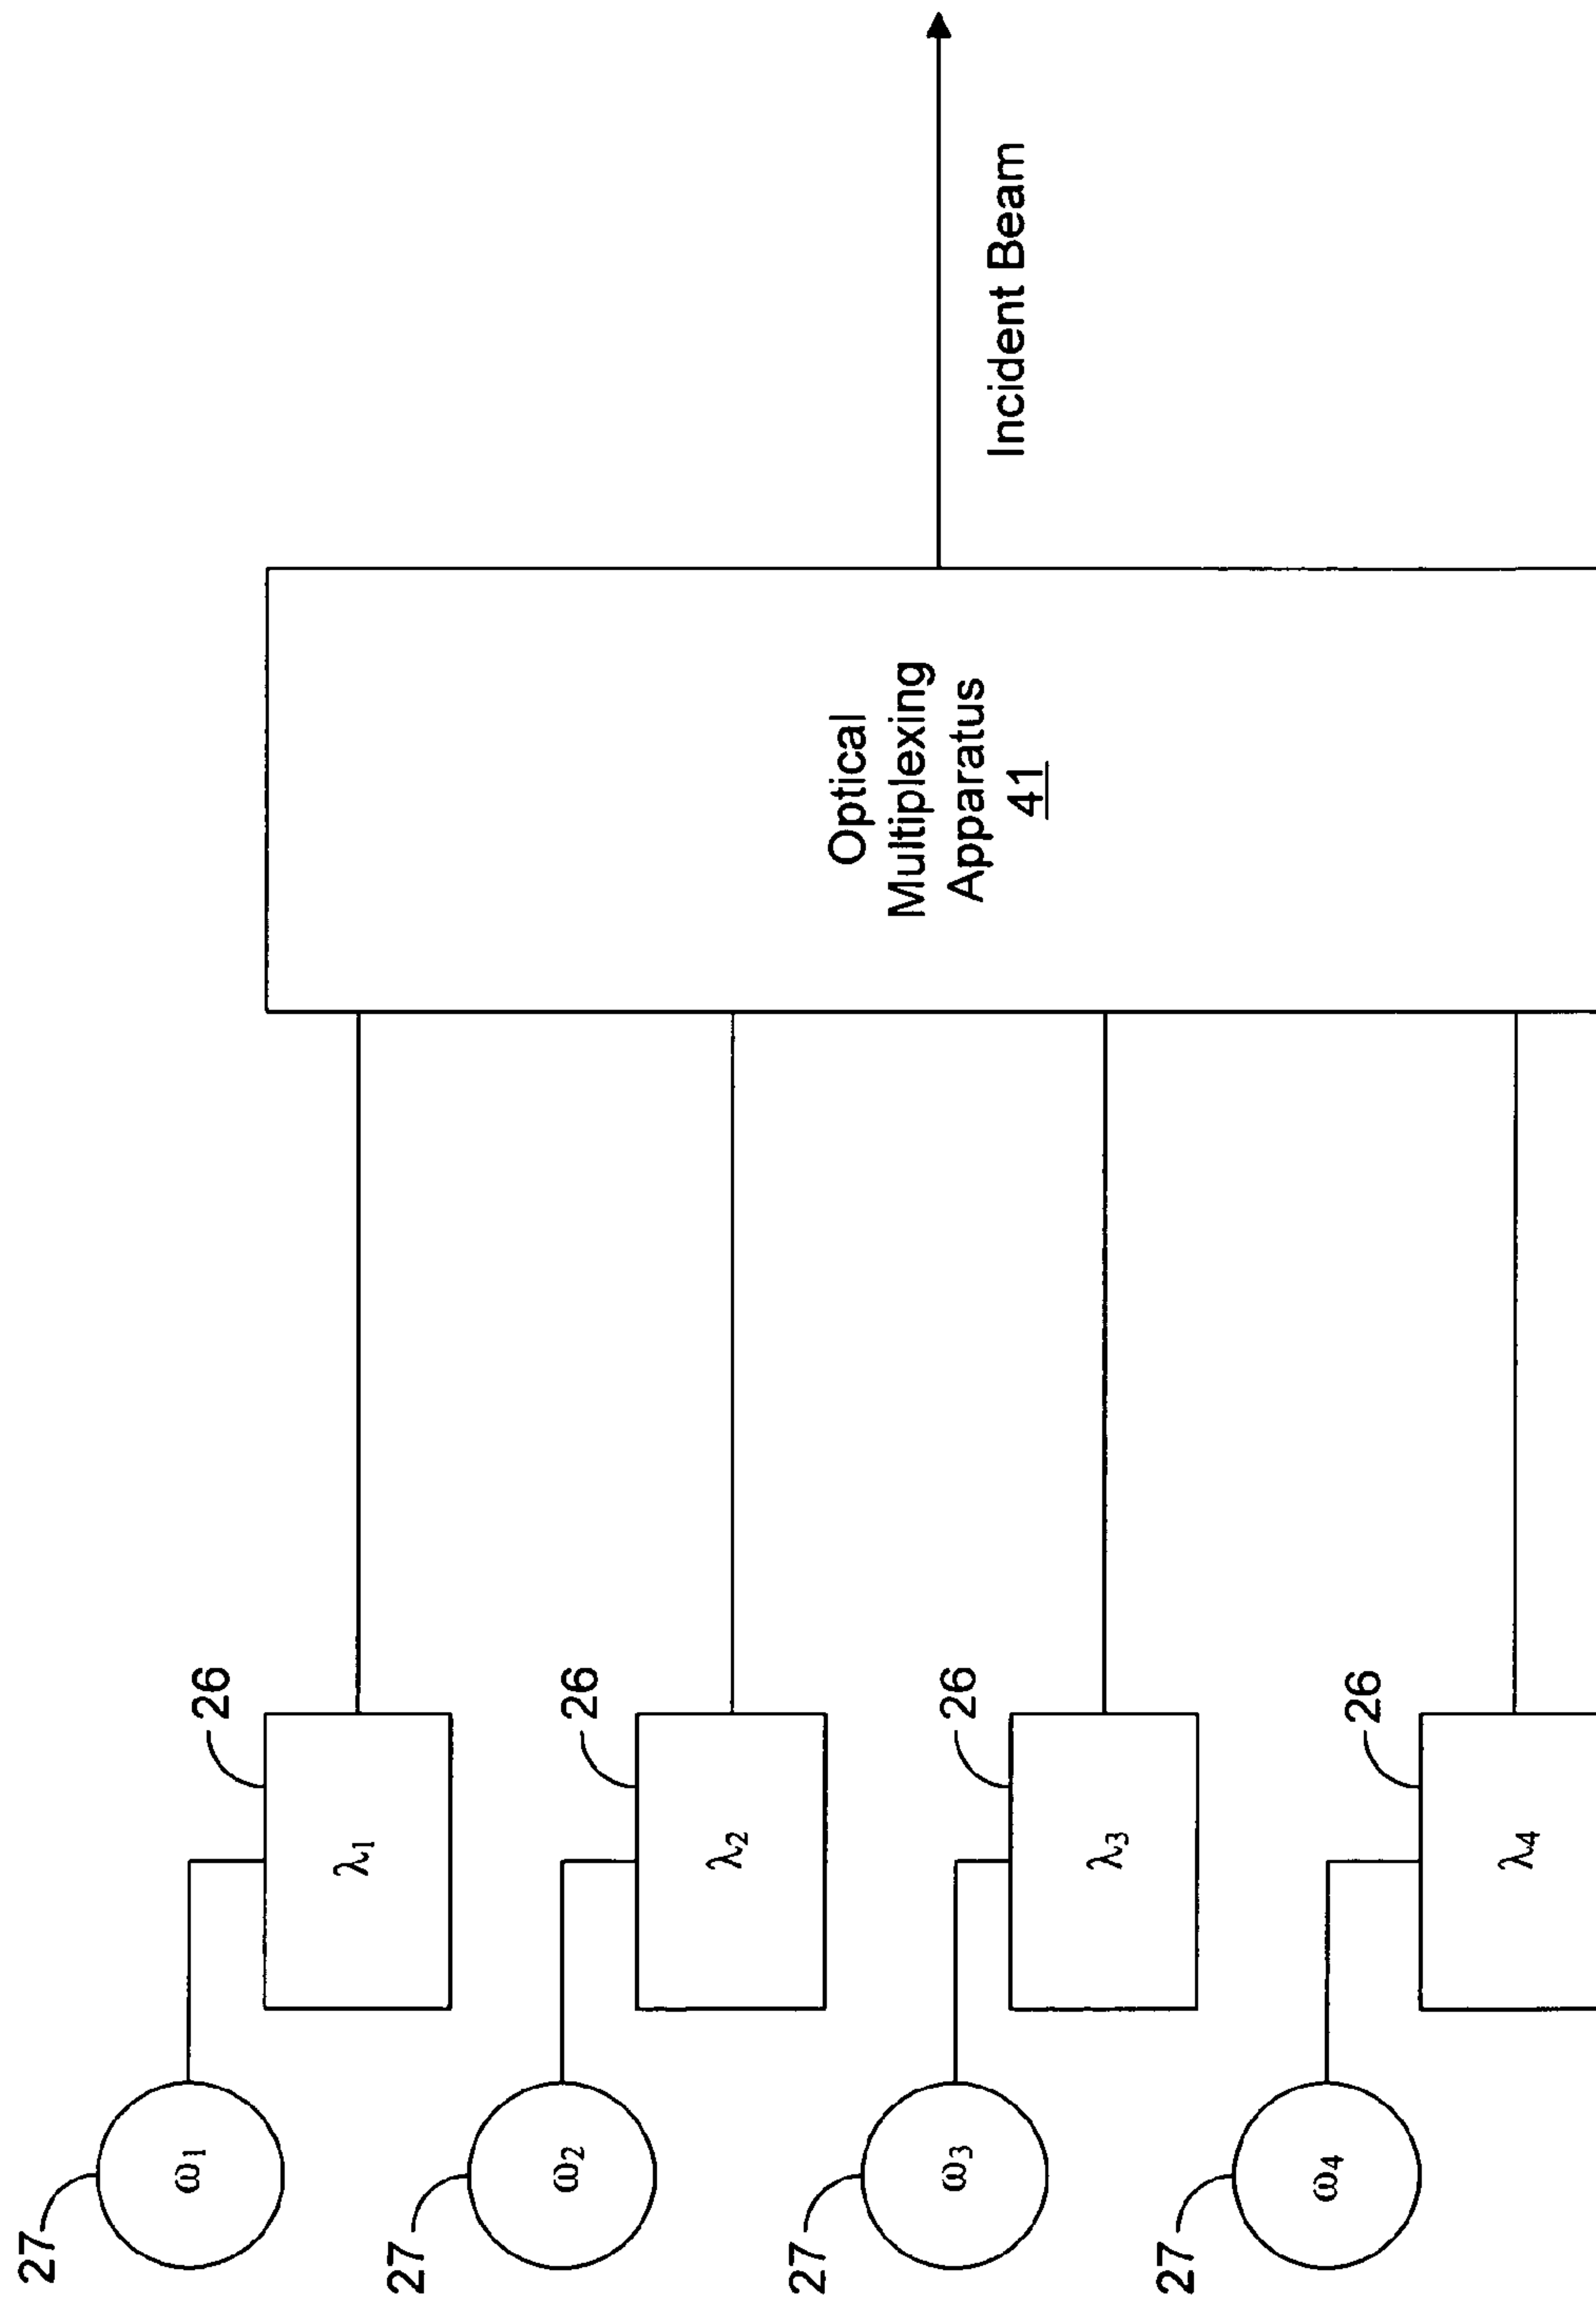 27
ω₁
26
λ₁
27
ω₂
26
λ₂
27
ω₃
26
λ₃
27
ω₄
26
λ₄
Optical
Multiplexing
Apparatus
41
Incident Beam